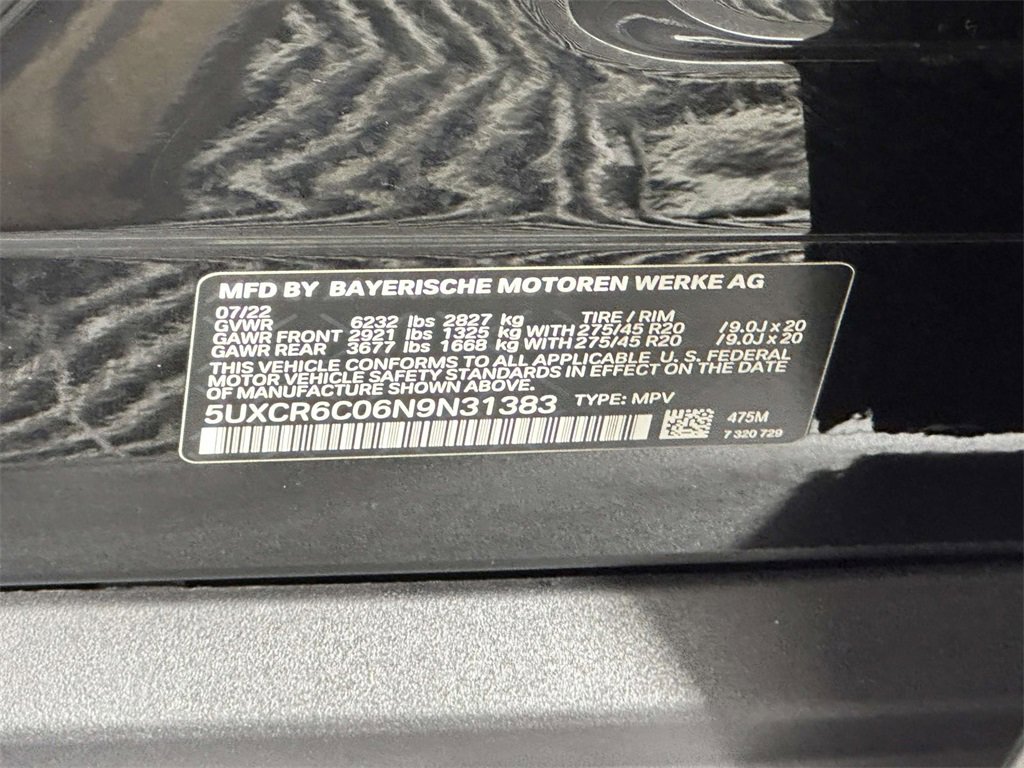 MFD BY BAYERISCHE MOTOREN WERKE AG
07/22 TIRE / RIM
GVWR 6232 lbs 2827 kg
GAWR FRONT 2921 lbs 1325 kg WITH 275/45 R20 /9.0J x 20
GAWR REAR 3677 lbs 1668 kg WITH 275/45 R20 /9.0J x 20
THIS VEHICLE CONFORMS TO ALL APPLICABLE U. S. FEDERAL
MOTOR VEHICLE SAFETY STANDARDS IN EFFECT ON THE DATE
OF MANUFACTURE SHOWN ABOVE.
5UXCR6C06N9N31383 TYPE: MPV
475M
7 320 729